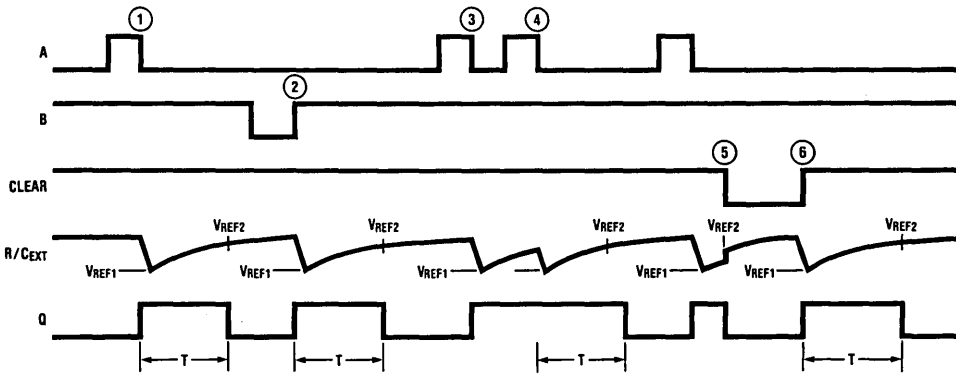 1 3 4
A
2
B
5 6
CLEAR
VREF2 VREF2 VREF2 VREF2 VREF2
R/CEXT
VREF1 VREF1 VREF1 VREF1 VREF1
Q
T T T T